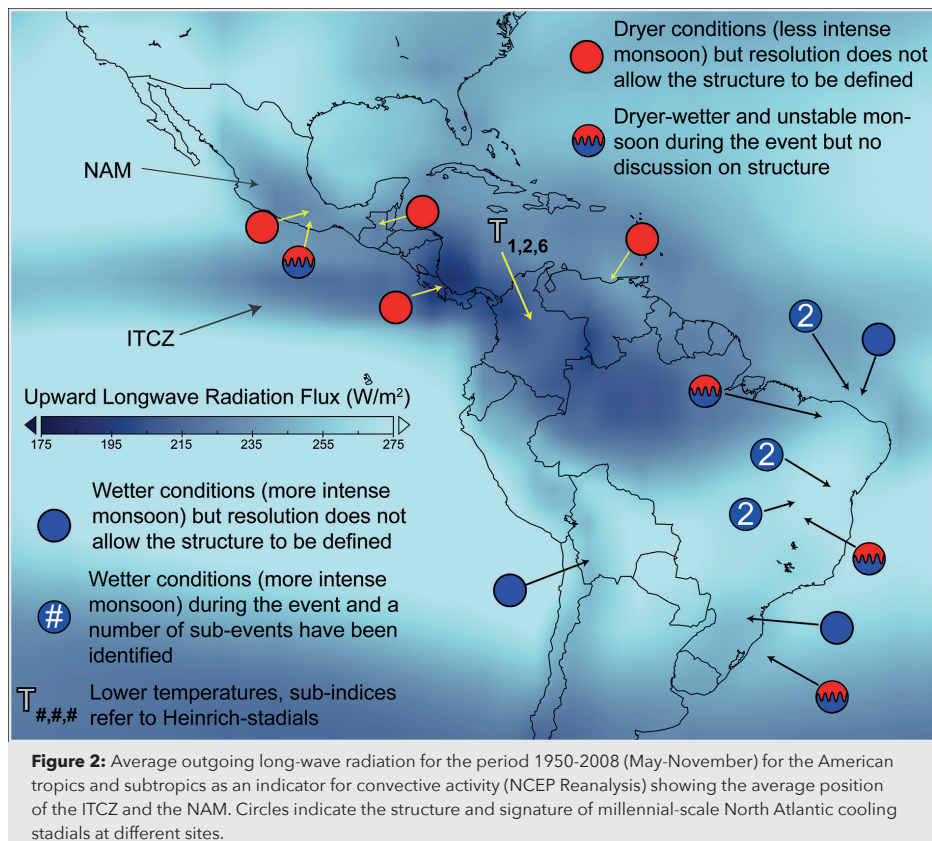 Dryer conditions (less intense
monsoon) but resolution does not
allow the structure to be defined
Dryer-wetter and unstable mon-
soon during the event but no
discussion on structure
NAM
T1,2,6
ITCZ
2
Upward Longwave Radiation Flux (W/m²)
175 195 215 235 255 275
2
2
Wetter conditions (more intense
monsoon) but resolution does not
allow the structure to be defined
#
Wetter conditions (more intense
monsoon) during the event and a
number of sub-events have been
identified
T#,#,#
Lower temperatures, sub-indices
refer to Heinrich-stadials
Figure 2: Average outgoing long-wave radiation for the period 1950-2008 (May-November) for the American
tropics and subtropics as an indicator for convective activity (NCEP Reanalysis) showing the average position
of the ITCZ and the NAM. Circles indicate the structure and signature of millennial-scale North Atlantic cooling
stadials at different sites.